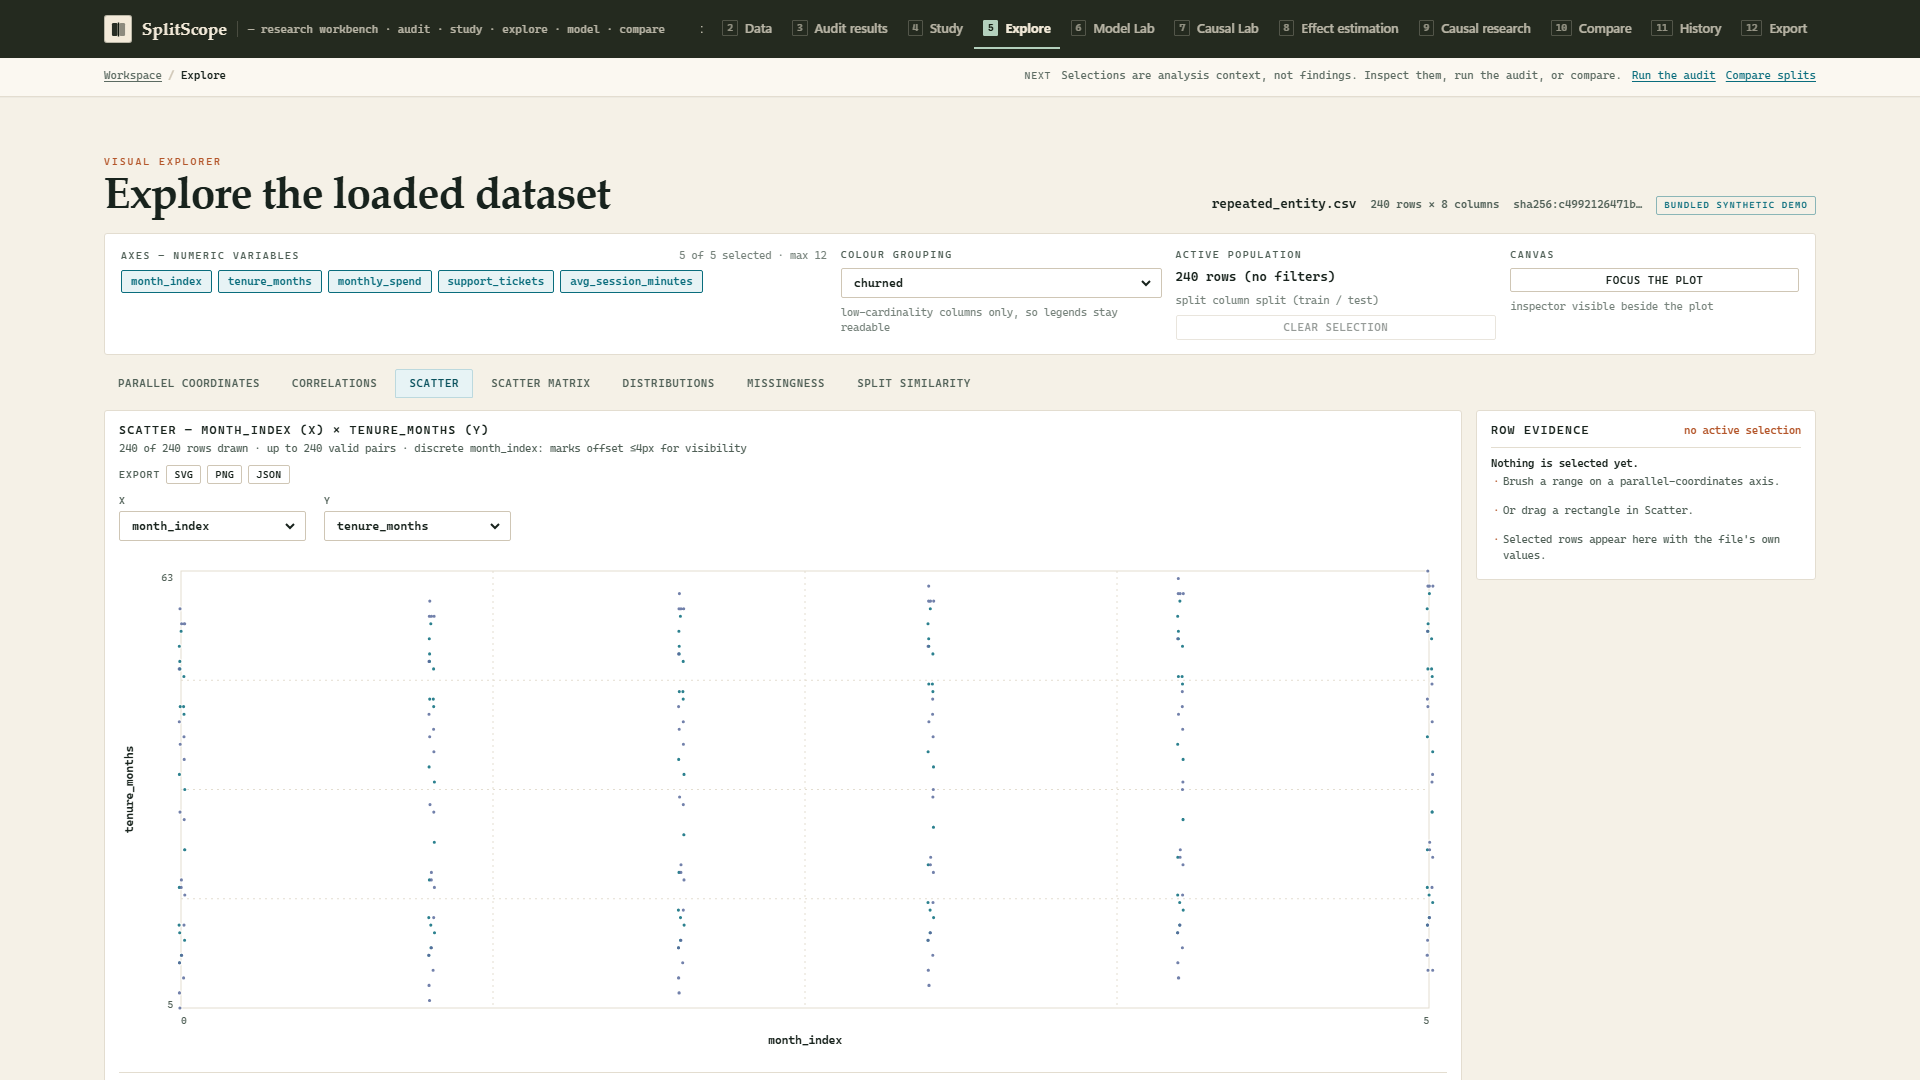 SplitScope — research workbench · audit · study · explore · model · compare : 2 Data 3 Audit results 4 Study 5 Explore 6 Model Lab 7 Causal Lab 8 Effect estimation 9 Causal research 10 Compare 11 History 12 Export
Workspace / Explore NEXT Selections are analysis context, not findings. Inspect them, run the audit, or compare. Run the audit Compare splits
VISUAL EXPLORER
Explore the loaded dataset
repeated_entity.csv 240 rows × 8 columns sha256:c4992126471b… BUNDLED SYNTHETIC DEMO
AXES — NUMERIC VARIABLES 5 of 5 selected · max 12
month_index tenure_months monthly_spend support_tickets avg_session_minutes
COLOUR GROUPING
churned
low-cardinality columns only, so legends stay
readable
ACTIVE POPULATION
240 rows (no filters)
split column split (train / test)
CLEAR SELECTION
CANVAS
FOCUS THE PLOT
inspector visible beside the plot
PARALLEL COORDINATES CORRELATIONS SCATTER SCATTER MATRIX DISTRIBUTIONS MISSINGNESS SPLIT SIMILARITY
SCATTER — MONTH_INDEX (X) × TENURE_MONTHS (Y)
240 of 240 rows drawn · up to 240 valid pairs · discrete month_index: marks offset ≤4px for visibility
EXPORT SVG PNG JSON
X Y
month_index tenure_months
63
tenure_months
5
0 5
month_index
ROW EVIDENCE no active selection
Nothing is selected yet.
· Brush a range on a parallel-coordinates axis.
· Or drag a rectangle in Scatter.
· Selected rows appear here with the file's own
values.